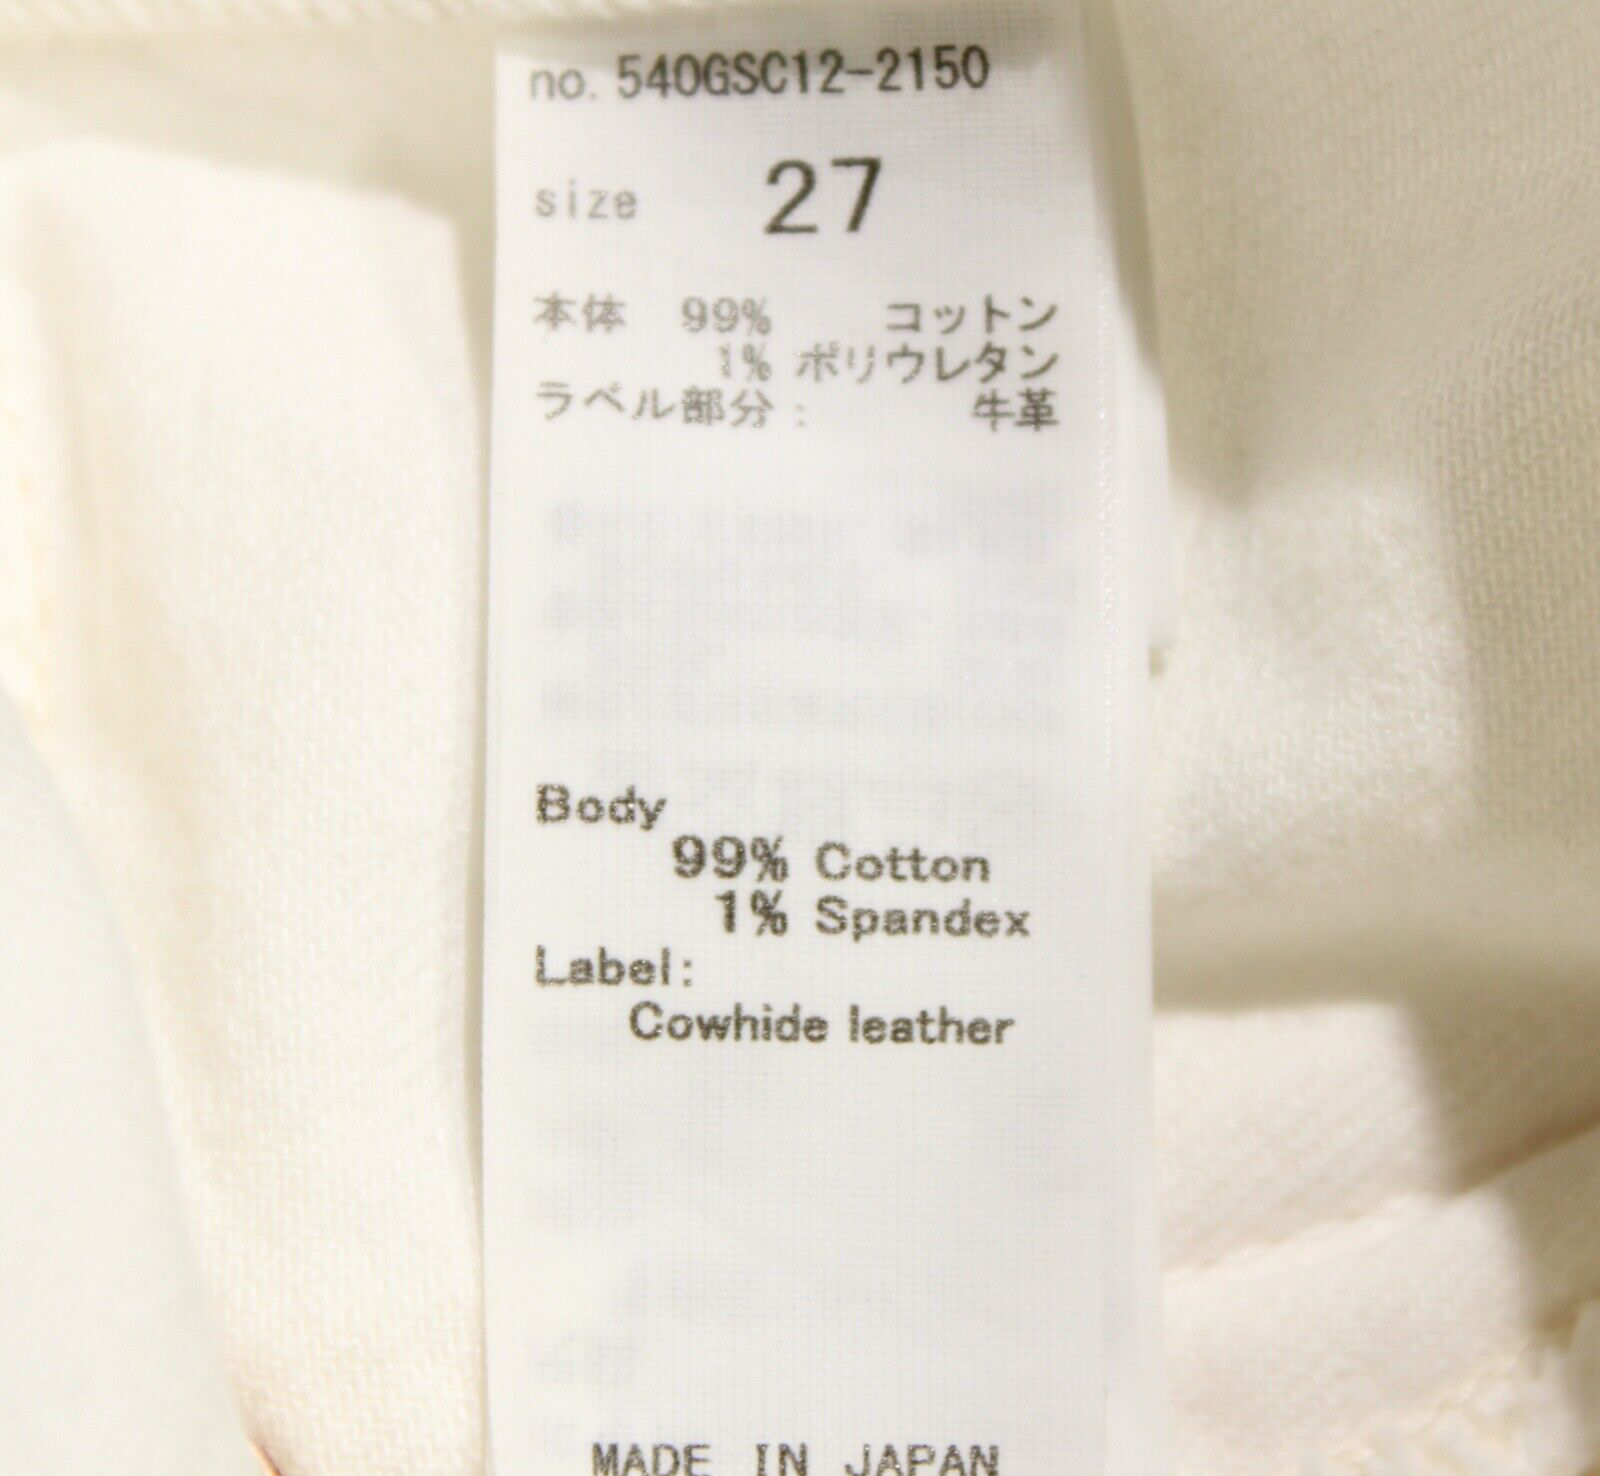 no. 540GSC12-2150
size 27
本体 99% コットン
1% ポリウレタン
ラベル部分: 牛革
Body
99% Cotton
1% Spandex
Label:
Cowhide leather
MADE IN JAPAN